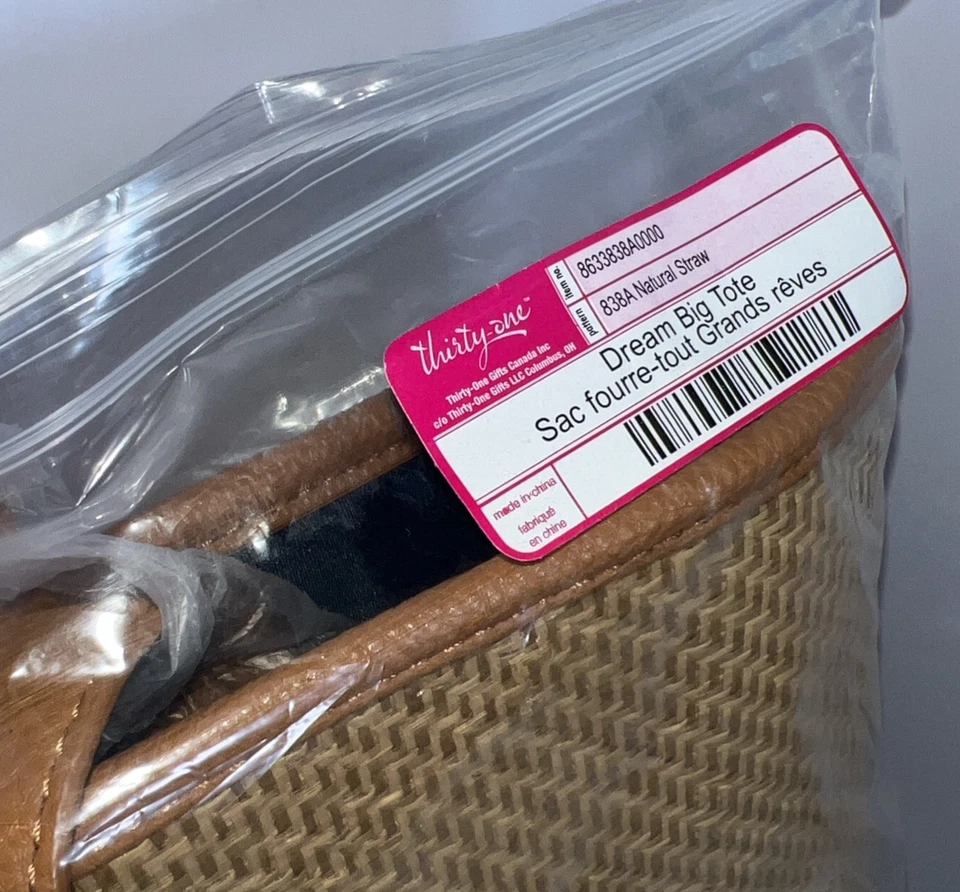 thirty-one™
Thirty-One Gifts Canada Inc
c/o Thirty-One Gifts LLC Columbus, OH
item no. 8633838A0000
pattern 838A Natural Straw
Dream Big Tote
Sac fourre-tout Grands rêves
made in china
fabriqué
en chine